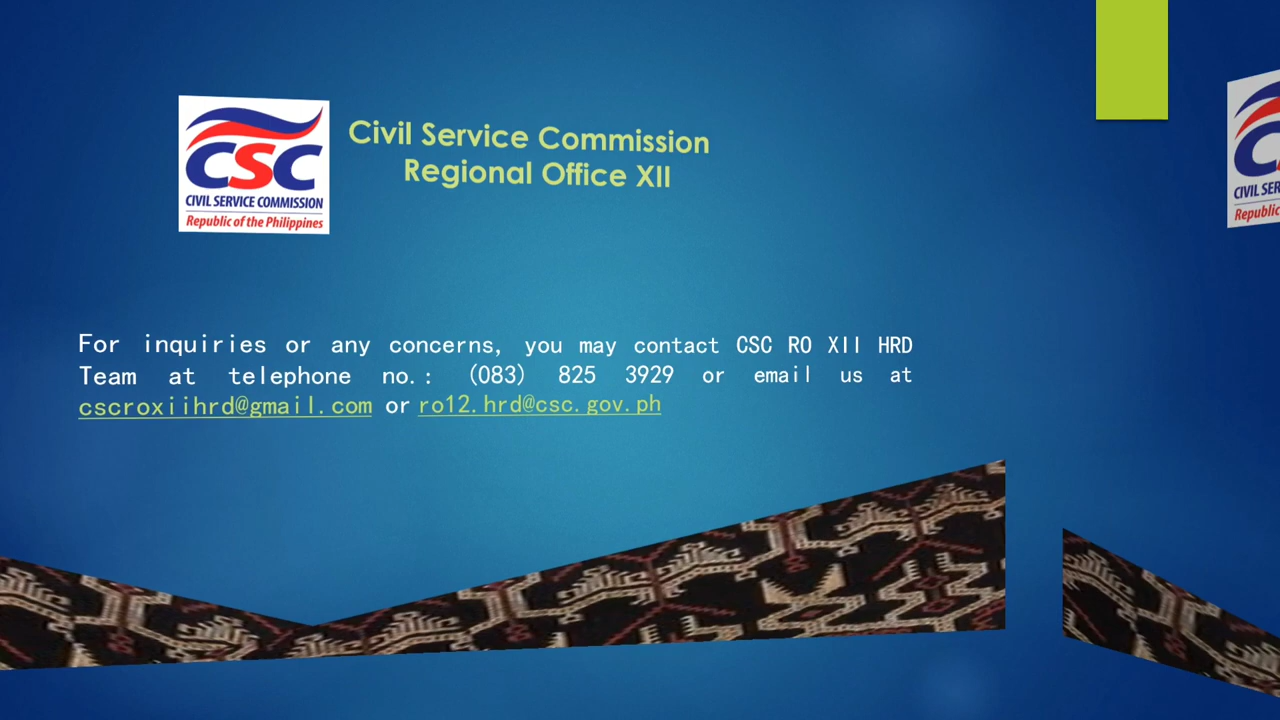 CSC
CIVIL SERVICE COMMISSION
Republic of the Philippines
Civil Service Commission
Regional Office XII
For inquiries or any concerns, you may contact CSC RO XII HRD
Team at telephone no.: (083) 825 3929 or email us at
cscroxiihrd@gmail.com or ro12.hrd@csc.gov.ph
CIVIL